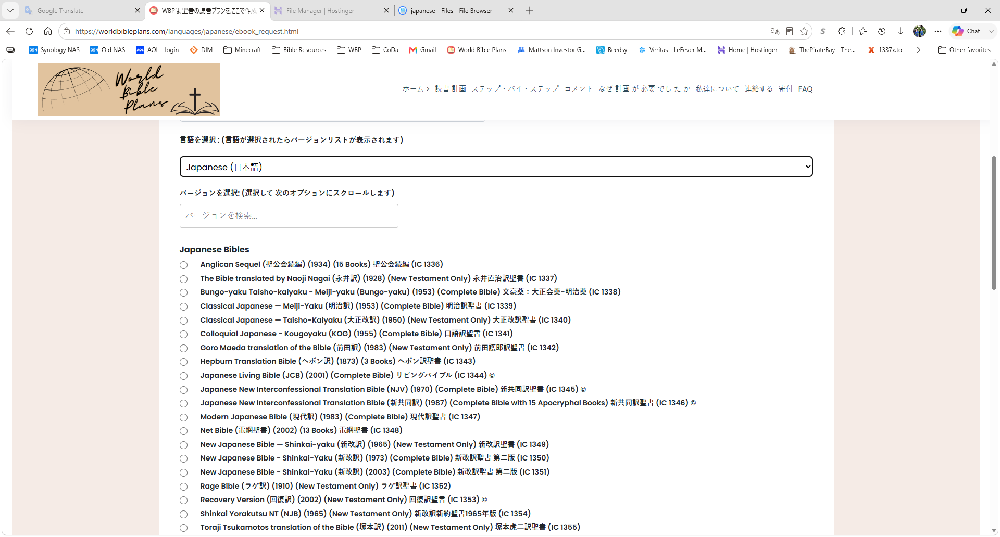 Google Translate
WBPは,聖書の読書プランを,ここで作成
File Manager | Hostinger
japanese - Files - File Browser
https://worldbibleplans.com/languages/japanese/ebook_request.html
Chat
Synology NAS
Old NAS
AOL - login
DIM
Minecraft
Bible Resources
WBP
CoDa
Gmail
World Bible Plans
Mattson Investor G...
Reedsy
Veritas - LeFever M...
Home | Hostinger
ThePirateBay - The...
1337x.to
Other favorites
World
Bible
Plans
ホーム > 読書 計画 ステップ・バイ・ステップ コメント なぜ 計画 が 必要 でし た か 私達について 連絡する 寄付 FAQ
言語を選択 : (言語が選択されたらバージョンリストが表示されます)
Japanese (日本語)
バージョンを選択: (選択して 次のオプションにスクロールします)
バージョンを検索...
Japanese Bibles
Anglican Sequel (聖公会続編) (1934) (15 Books) 聖公会続編 (IC 1336)
The Bible translated by Naoji Nagai (永井訳) (1928) (New Testament Only) 永井直治訳聖書 (IC 1337)
Bungo-yaku Taisho-kaiyaku - Meiji-yaku (Bungo-yaku) (1953) (Complete Bible) 文豪薬：大正会薬-明治薬 (IC 1338)
Classical Japanese — Meiji-Yaku (明治訳) (1953) (Complete Bible) 明治訳聖書 (IC 1339)
Classical Japanese — Taisho-Kaiyaku (大正改訳) (1950) (New Testament Only) 大正改訳聖書 (IC 1340)
Colloquial Japanese - Kougoyaku (KOG) (1955) (Complete Bible) 口語訳聖書 (IC 1341)
Goro Maeda translation of the Bible (前田訳) (1983) (New Testament Only) 前田護郎訳聖書 (IC 1342)
Hepburn Translation Bible (ヘボン訳) (1873) (3 Books) ヘボン訳聖書 (IC 1343)
Japanese Living Bible (JCB) (2001) (Complete Bible) リビングバイブル (IC 1344) ©
Japanese New Interconfessional Translation Bible (NJV) (1970) (Complete Bible) 新共同訳聖書 (IC 1345) ©
Japanese New Interconfessional Translation Bible (新共同訳) (1987) (Complete Bible with 15 Apocryphal Books) 新共同訳聖書 (IC 1346) ©
Modern Japanese Bible (現代訳) (1983) (Complete Bible) 現代訳聖書 (IC 1347)
Net Bible (電網聖書) (2002) (13 Books) 電網聖書 (IC 1348)
New Japanese Bible — Shinkai-yaku (新改訳) (1965) (New Testament Only) 新改訳聖書 (IC 1349)
New Japanese Bible - Shinkai-Yaku (新改訳) (1973) (Complete Bible) 新改訳聖書 第二版 (IC 1350)
New Japanese Bible - Shinkai-Yaku (新改訳) (2003) (Complete Bible) 新改訳聖書 第二版 (IC 1351)
Rage Bible (ラゲ訳) (1910) (New Testament Only) ラゲ訳聖書 (IC 1352)
Recovery Version (回復訳) (2002) (New Testament Only) 回復訳聖書 (IC 1353) ©
Shinkai Yorakutsu NT (NJB) (1965) (New Testament Only) 新改訳新約聖書1965年版 (IC 1354)
Toraji Tsukamotos translation of the Bible (塚本訳) (2011) (New Testament Only) 塚本虎二訳聖書 (IC 1355)